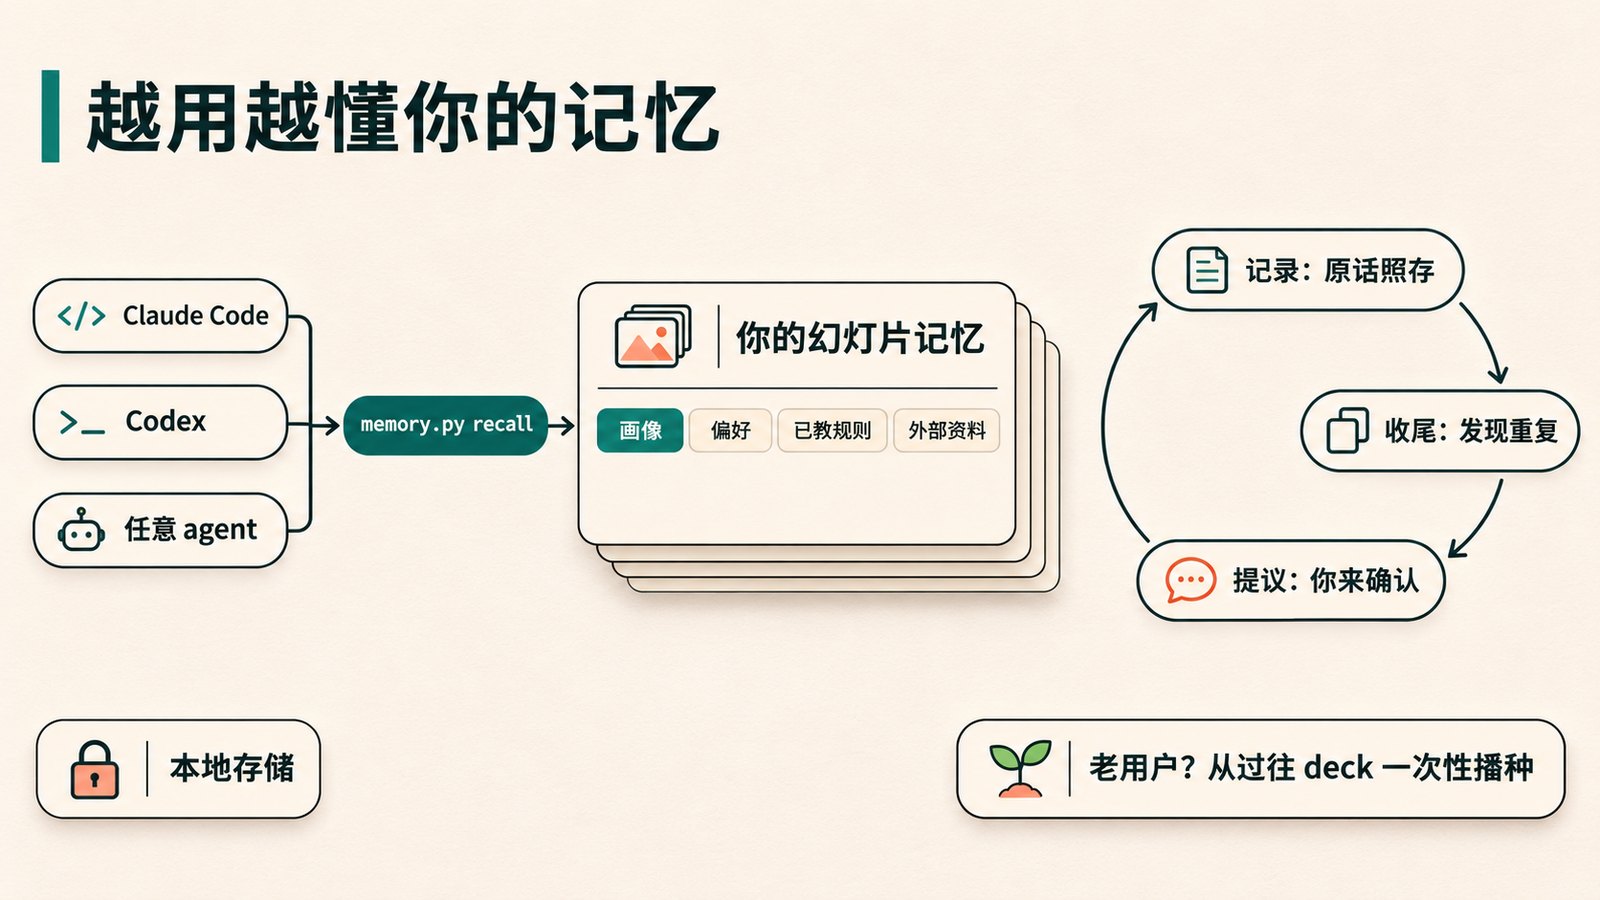 越用越懂你的记忆
</> Claude Code
>_ Codex
任意 agent
memory.py recall
你的幻灯片记忆
画像
偏好
已教规则
外部资料
记录：原话照存
收尾：发现重复
提议：你来确认
本地存储
老用户？从过往 deck 一次性播种